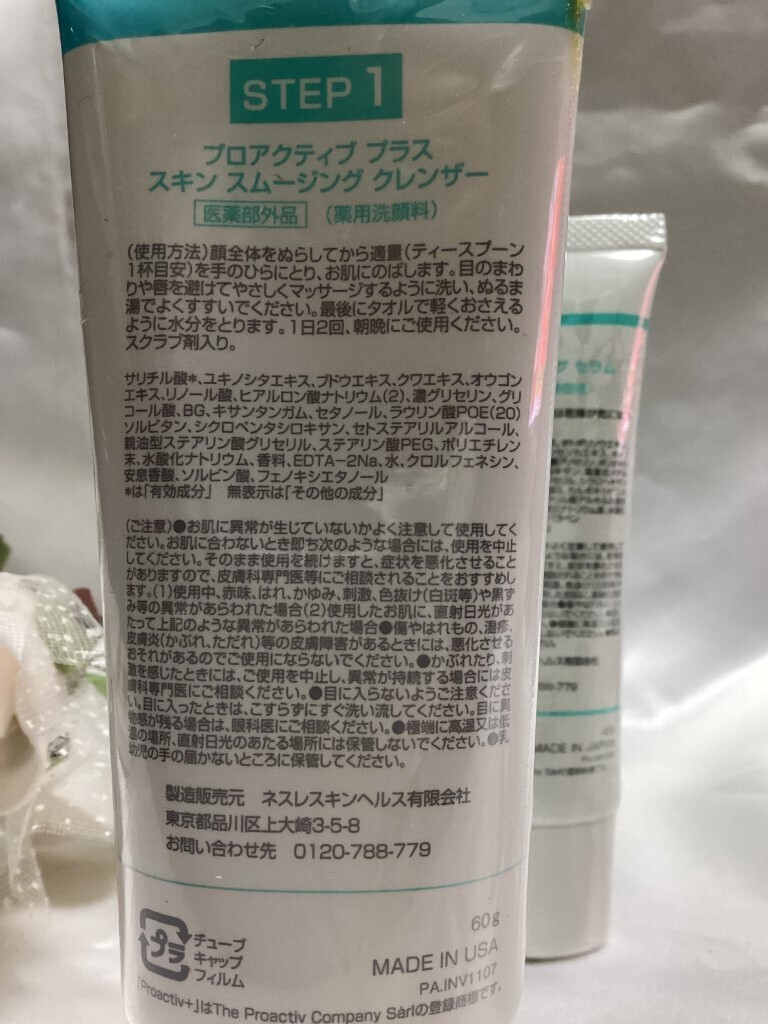 STEP 1
プロアクティブ プラス
スキン スムージング クレンザー
医薬部外品 (薬用洗顔料)
(使用方法)顔全体をぬらしてから適量(ティースプーン
1杯目安)を手のひらにとり、お肌にのばします。目のまわ
りや唇を避けてやさしくマッサージするように洗い、ぬるま
湯でよくすすいでください。最後にタオルで軽くおさえる
ように水分をとります。1日2回、朝晩にご使用ください。
スクラブ剤入り。
サリチル酸*、ユキノシタエキス、ブドウエキス、クワエキス、オウゴン
エキス、リノール酸、ヒアルロン酸ナトリウム(2)、濃グリセリン、グリ
コール酸、BG、キサンタンガム、セタノール、ラウリン酸POE(20)
ソルビタン、シクロペンタシロキサン、セトステアリルアルコール、
親油型ステアリン酸グリセリル、ステアリン酸PEG、ポリエチレン
末、水酸化ナトリウム、香料、EDTA-2Na、水、クロルフェネシン、
安息香酸、ソルビン酸、フェノキシエタノール
*は「有効成分」 無表示は「その他の成分」
(ご注意)●お肌に異常が生じていないかよく注意して使用してく
ださい。お肌に合わないとき即ち次のような場合には、使用を中止
してください。そのまま使用を続けますと、症状を悪化させること
がありますので、皮膚科専門医等にご相談されることをおすすめし
ます。(1)使用中、赤味、はれ、かゆみ、刺激、色抜け(白斑等)や黒ず
み等の異常があらわれた場合(2)使用したお肌に、直射日光があ
たって上記のような異常があらわれた場合●傷やはれもの、湿疹、
皮膚炎(かぶれ、ただれ)等の皮膚障害があるときには、悪化させる
おそれがあるのでご使用にならないでください。●かぶれたり、刺
激を感じたときには、ご使用を中止し、異常が持続する場合には皮
膚科専門医にご相談ください。●目に入らないようご注意くださ
い。目に入ったときは、こすらずにすぐ洗い流してください。目に異
物感が残る場合は、眼科医にご相談ください。●極端に高温又は低
温の場所、直射日光のあたる場所には保管しないでください。●乳
幼児の手の届かないところに保管してください。
製造販売元 ネスレスキンヘルス有限会社
東京都品川区上大崎3-5-8
お問い合わせ先 0120-788-779
プラ
チューブ
キャップ
フィルム
60g
MADE IN USA
PA.INV1107
「Proactiv+」はThe Proactiv Company Sàrlの登録商標です。
セラム
ヘルス有限会社
88-779
MADE IN JAPAN